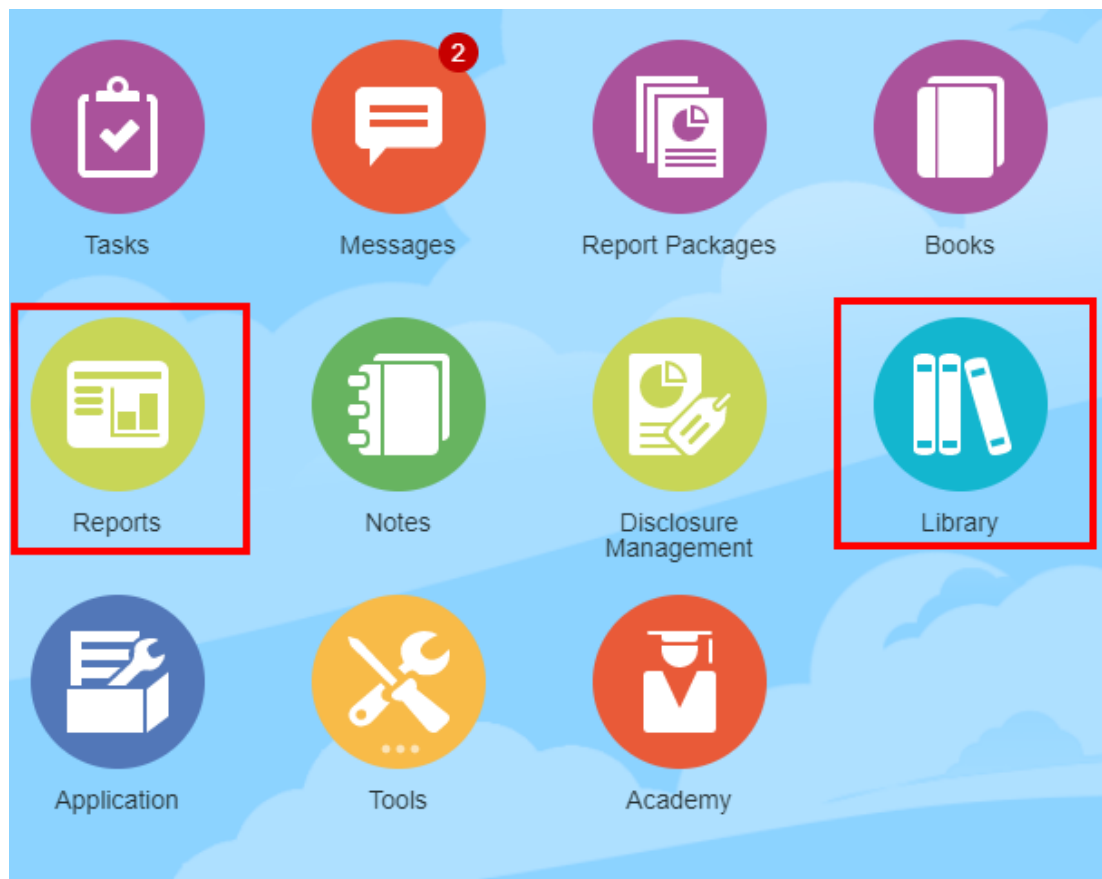 2
Tasks
Messages
Report Packages
Books
Reports
Notes
Disclosure
Management
Library
Application
Tools
Academy